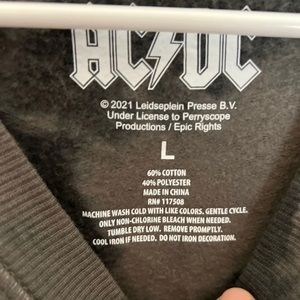 AC/DC
© 2021 Leidseplein Presse B.V.
Under License to Perryscope
Productions / Epic Rights
L
60% COTTON
40% POLYESTER
MADE IN CHINA
RN# 117508
MACHINE WASH COLD WITH LIKE COLORS. GENTLE CYCLE.
ONLY NON-CHLORINE BLEACH WHEN NEEDED.
TUMBLE DRY LOW. REMOVE PROMPTLY.
COOL IRON IF NEEDED. DO NOT IRON DECORATION.